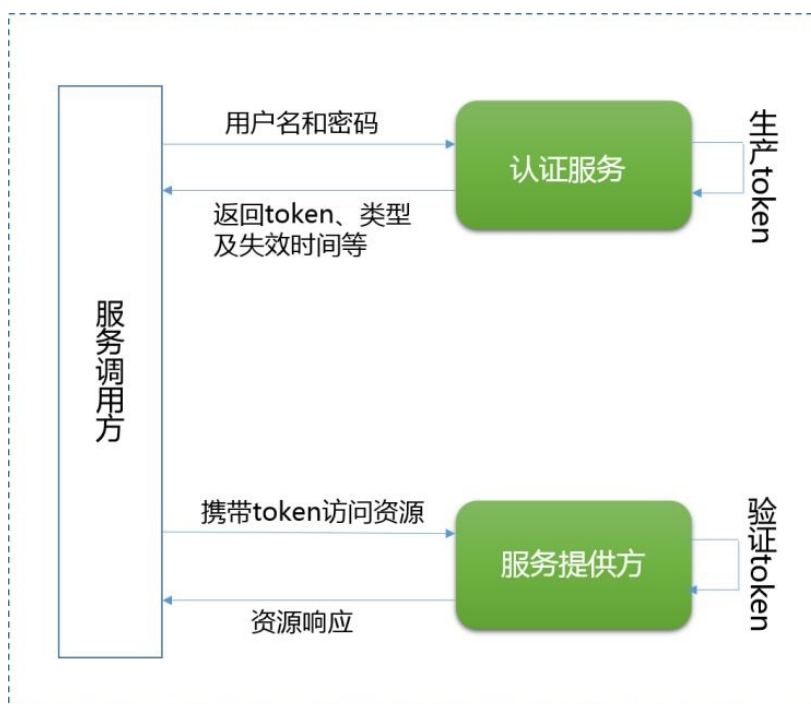 用户名和密码
认证服务
生产token
返回token、类型
及失效时间等
服务调用方
携带token访问资源
服务提供方
验证token
资源响应